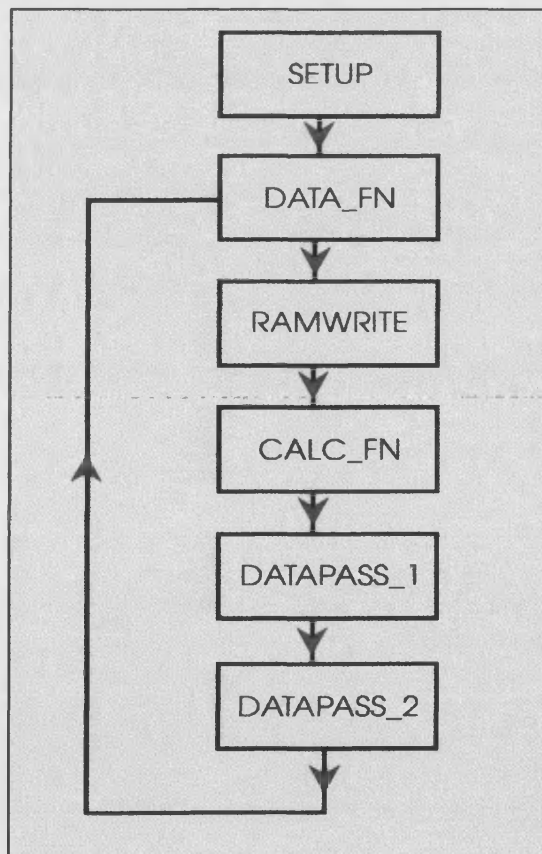 SETUP
DATA_FN
RAMWRITE
CALC_FN
DATAPASS_1
DATAPASS_2